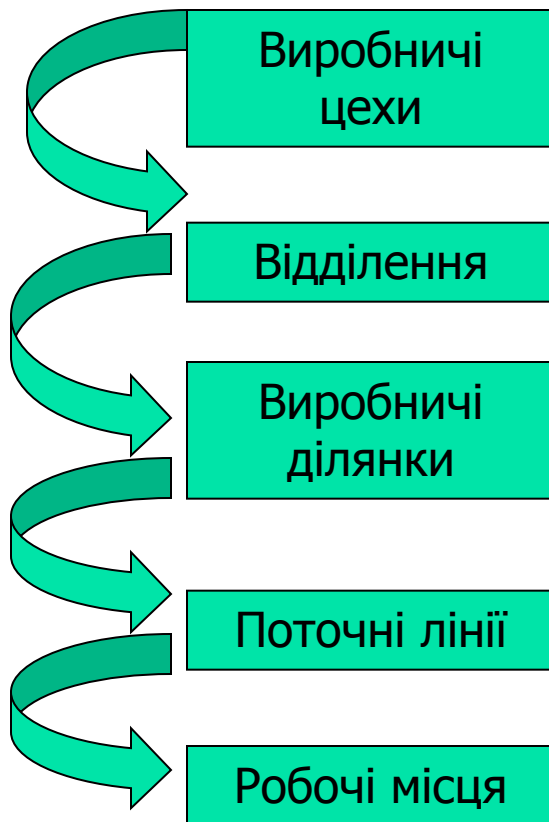 Виробничі
цехи
Відділення
Виробничі
ділянки
Поточні лінії
Робочі місця